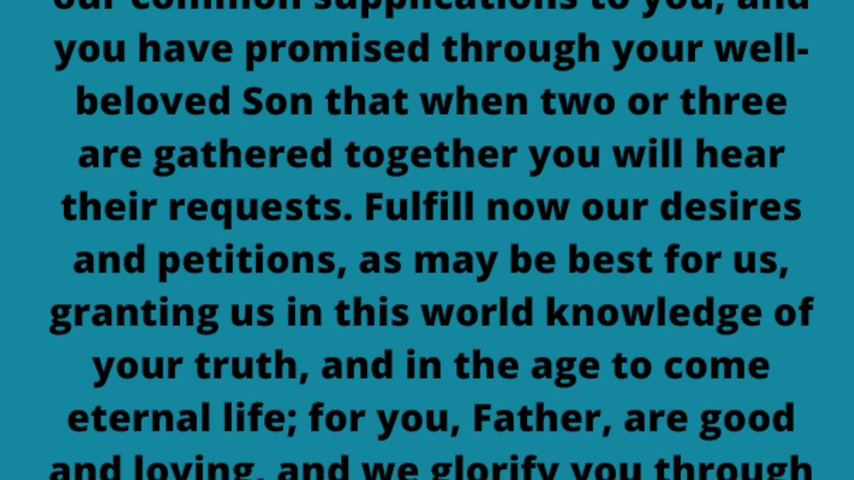 our common supplications to you, and
you have promised through your well-
beloved Son that when two or three
are gathered together you will hear
their requests. Fulfill now our desires
and petitions, as may be best for us,
granting us in this world knowledge of
your truth, and in the age to come
eternal life; for you, Father, are good
and loving, and we glorify you through